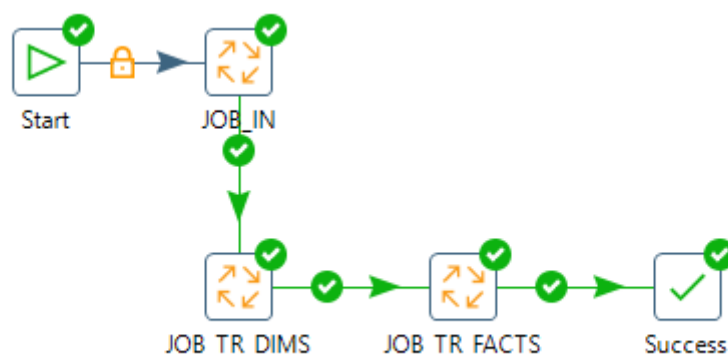 Start
JOB_IN
JOB TR DIMS
JOB TR FACTS
Success